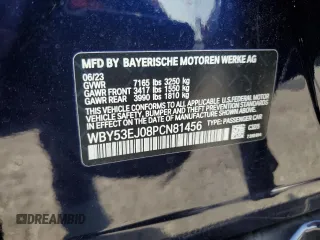 MFD BY BAYERISCHE MOTOREN WERKE AG
06/23
GVWR 7165 lbs 3250 kg
GAWR FRONT 3417 lbs 1550 kg
GAWR REAR 3990 lbs 1810 kg
THIS VEHICLE CONFORMS TO ALL APPLICABLE U.S. FEDERAL MOTOR
VEHICLE SAFETY, BUMPER, AND THEFT PREVENTION STANDARDS
IN EFFECT ON THE DATE OF MANUFACTURE SHOWN ABOVE.
WBY53EJ08PCN81456 TYPE: PASSENGER CAR
© AUTOBIDMASTER